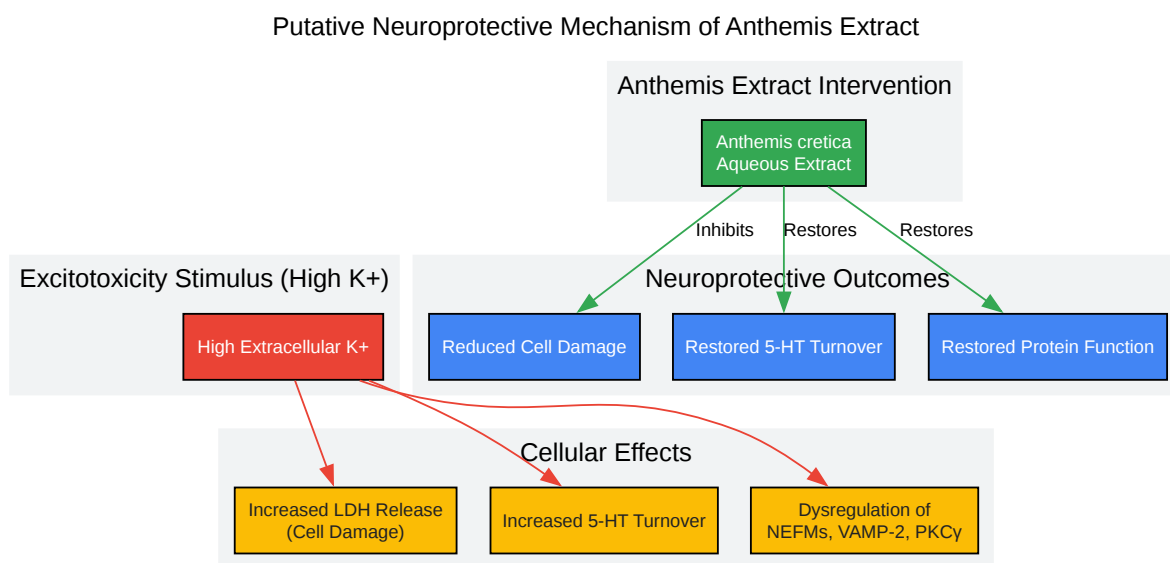 Putative Neuroprotective Mechanism of Anthemis Extract
Anthemis Extract Intervention
Anthemis cretica
Aqueous Extract
Inhibits
Restores
Restores
Excitotoxicity Stimulus (High K+)
High Extracellular K+
Neuroprotective Outcomes
Reduced Cell Damage
Restored 5-HT Turnover
Restored Protein Function
Cellular Effects
Increased LDH Release
(Cell Damage)
Increased 5-HT Turnover
Dysregulation of
NEFMs, VAMP-2, PKCγ